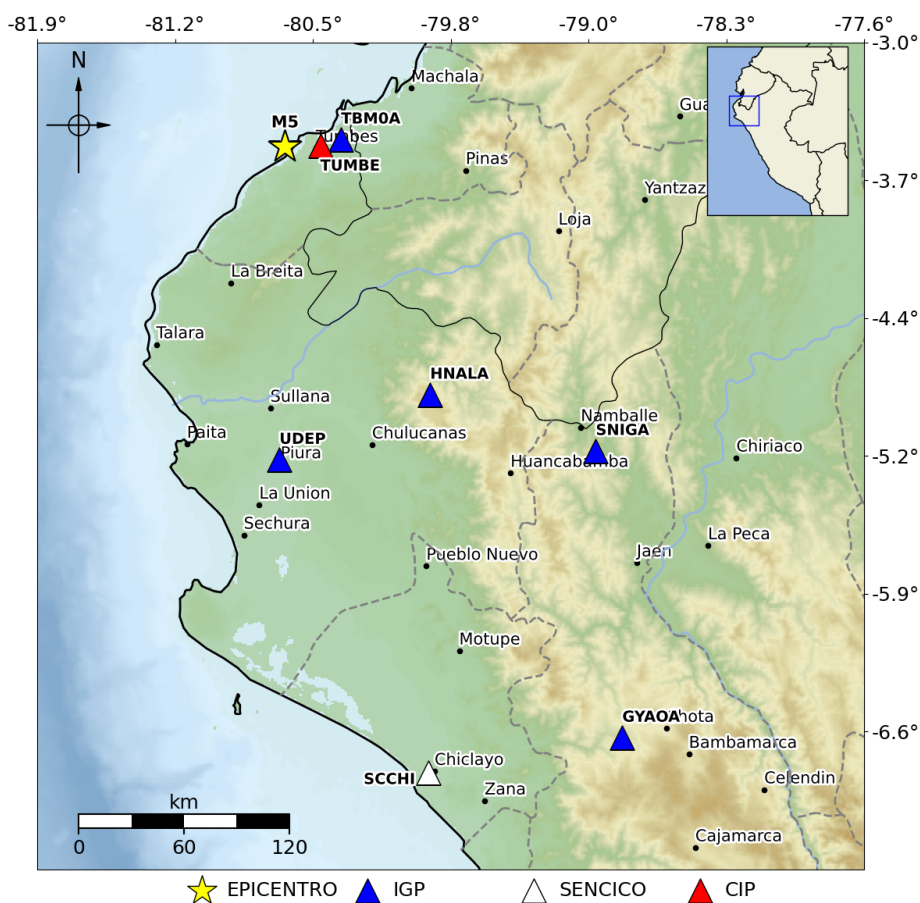 -81.9 -81.2 -80.5 -79.8 -79.0 -78.3 -77.6
-3.0°
N
Machala
M5
TBM0A
Tumbes
TUMBE
Pinas
-3.7°
Yantzaz
Loja
La Breita
-4.4°
Talara
HNALA
Sullana
Namballe
Paita
UDEP
Chulucanas
SNIGA
Piura
Huancabamba
Chiriaco
-5.2°
La Union
Sechura
La Peca
Pueblo Nuevo
Jaen
-5.9°
Motupe
GYAOA
-6.6°
Bambamarca
Chiclayo
SCCHI
Celendin
Zana
km
0 60 120
Cajamarca
EPICENTRO IGP SENCICO CIP